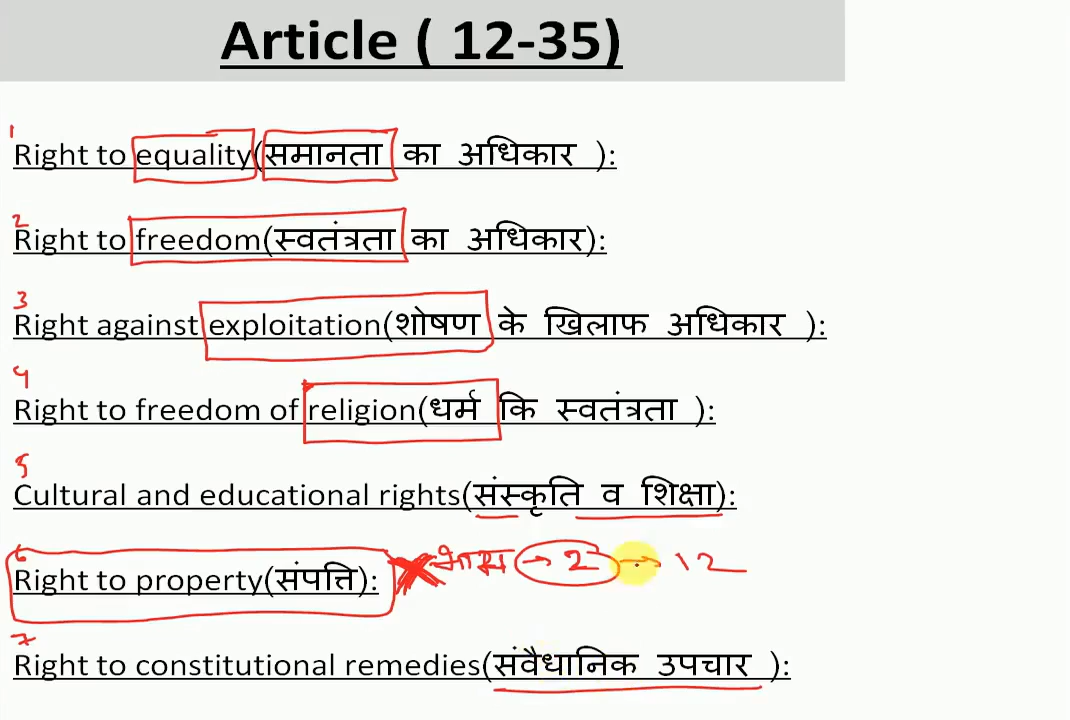 Article ( 12-35)
1
Right to equality(समानता का अधिकार ):
2
Right to freedom(स्वतंत्रता का अधिकार):
3
Right against exploitation(शोषण के खिलाफ अधिकार ):
4
Right to freedom of religion(धर्म कि स्वतंत्रता ):
5
Cultural and educational rights(संस्कृति व शिक्षा):
6
Right to property(संपत्ति): → 2 → 12
7
Right to constitutional remedies(संवैधानिक उपचार ):